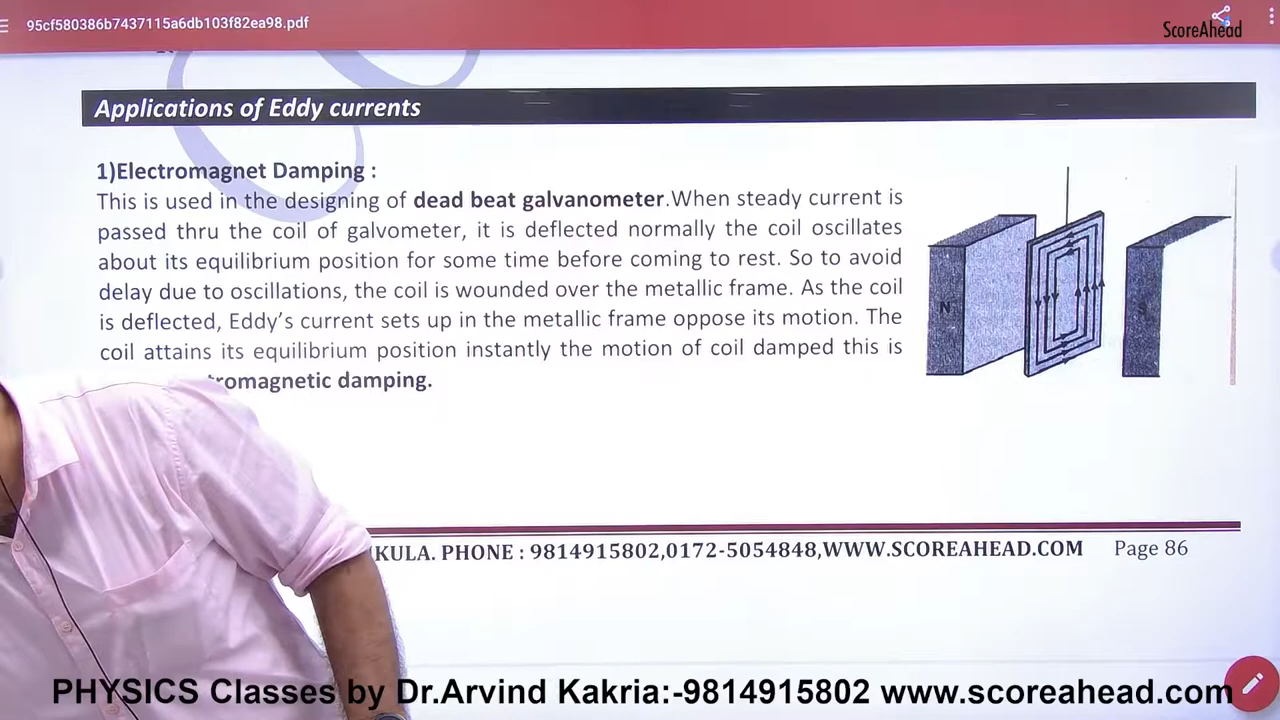 95cf580386b7437115a6db103f82ea98.pdf
ScoreAhead
Applications of Eddy currents
1)Electromagnet Damping :
This is used in the designing of dead beat galvanometer.When steady current is
passed thru the coil of galvometer, it is deflected normally the coil oscillates
about its equilibrium position for some time before coming to rest. So to avoid
delay due to oscillations, the coil is wounded over the metallic frame. As the coil
is deflected, Eddy's current sets up in the metallic frame oppose its motion. The
coil attains its equilibrium position instantly the motion of coil damped this is
tromagnetic damping.
N
KULA. PHONE : 9814915802,0172-5054848,WWW.SCOREAHEAD.COM
Page 86
PHYSICS Classes by Dr.Arvind Kakria:-9814915802 www.scoreahead.com